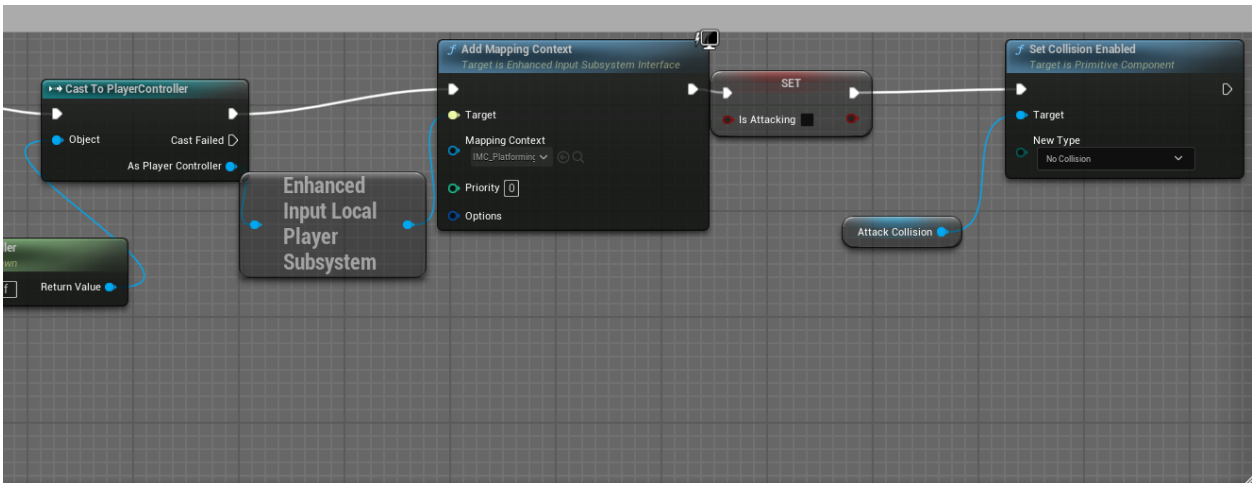 Cast To PlayerController
Object
Cast Failed
As Player Controller
Return Value
Enhanced
Input Local
Player
Subsystem
Add Mapping Context
Target is Enhanced Input Subsystem Interface
Target
Mapping Context
IMC_Platforming
Priority 0
Options
SET
Is Attacking
Attack Collision
Set Collision Enabled
Target is Primitive Component
Target
New Type
No Collision